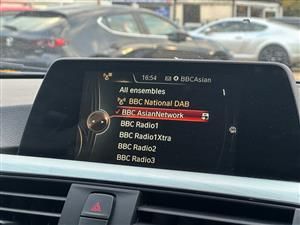 16:54 BBCAsian
All ensembles
BBC National DAB
BBC AsianNetwork
BBC Radio1
BBC Radio1Xtra
BBC Radio2
BBC Radio3